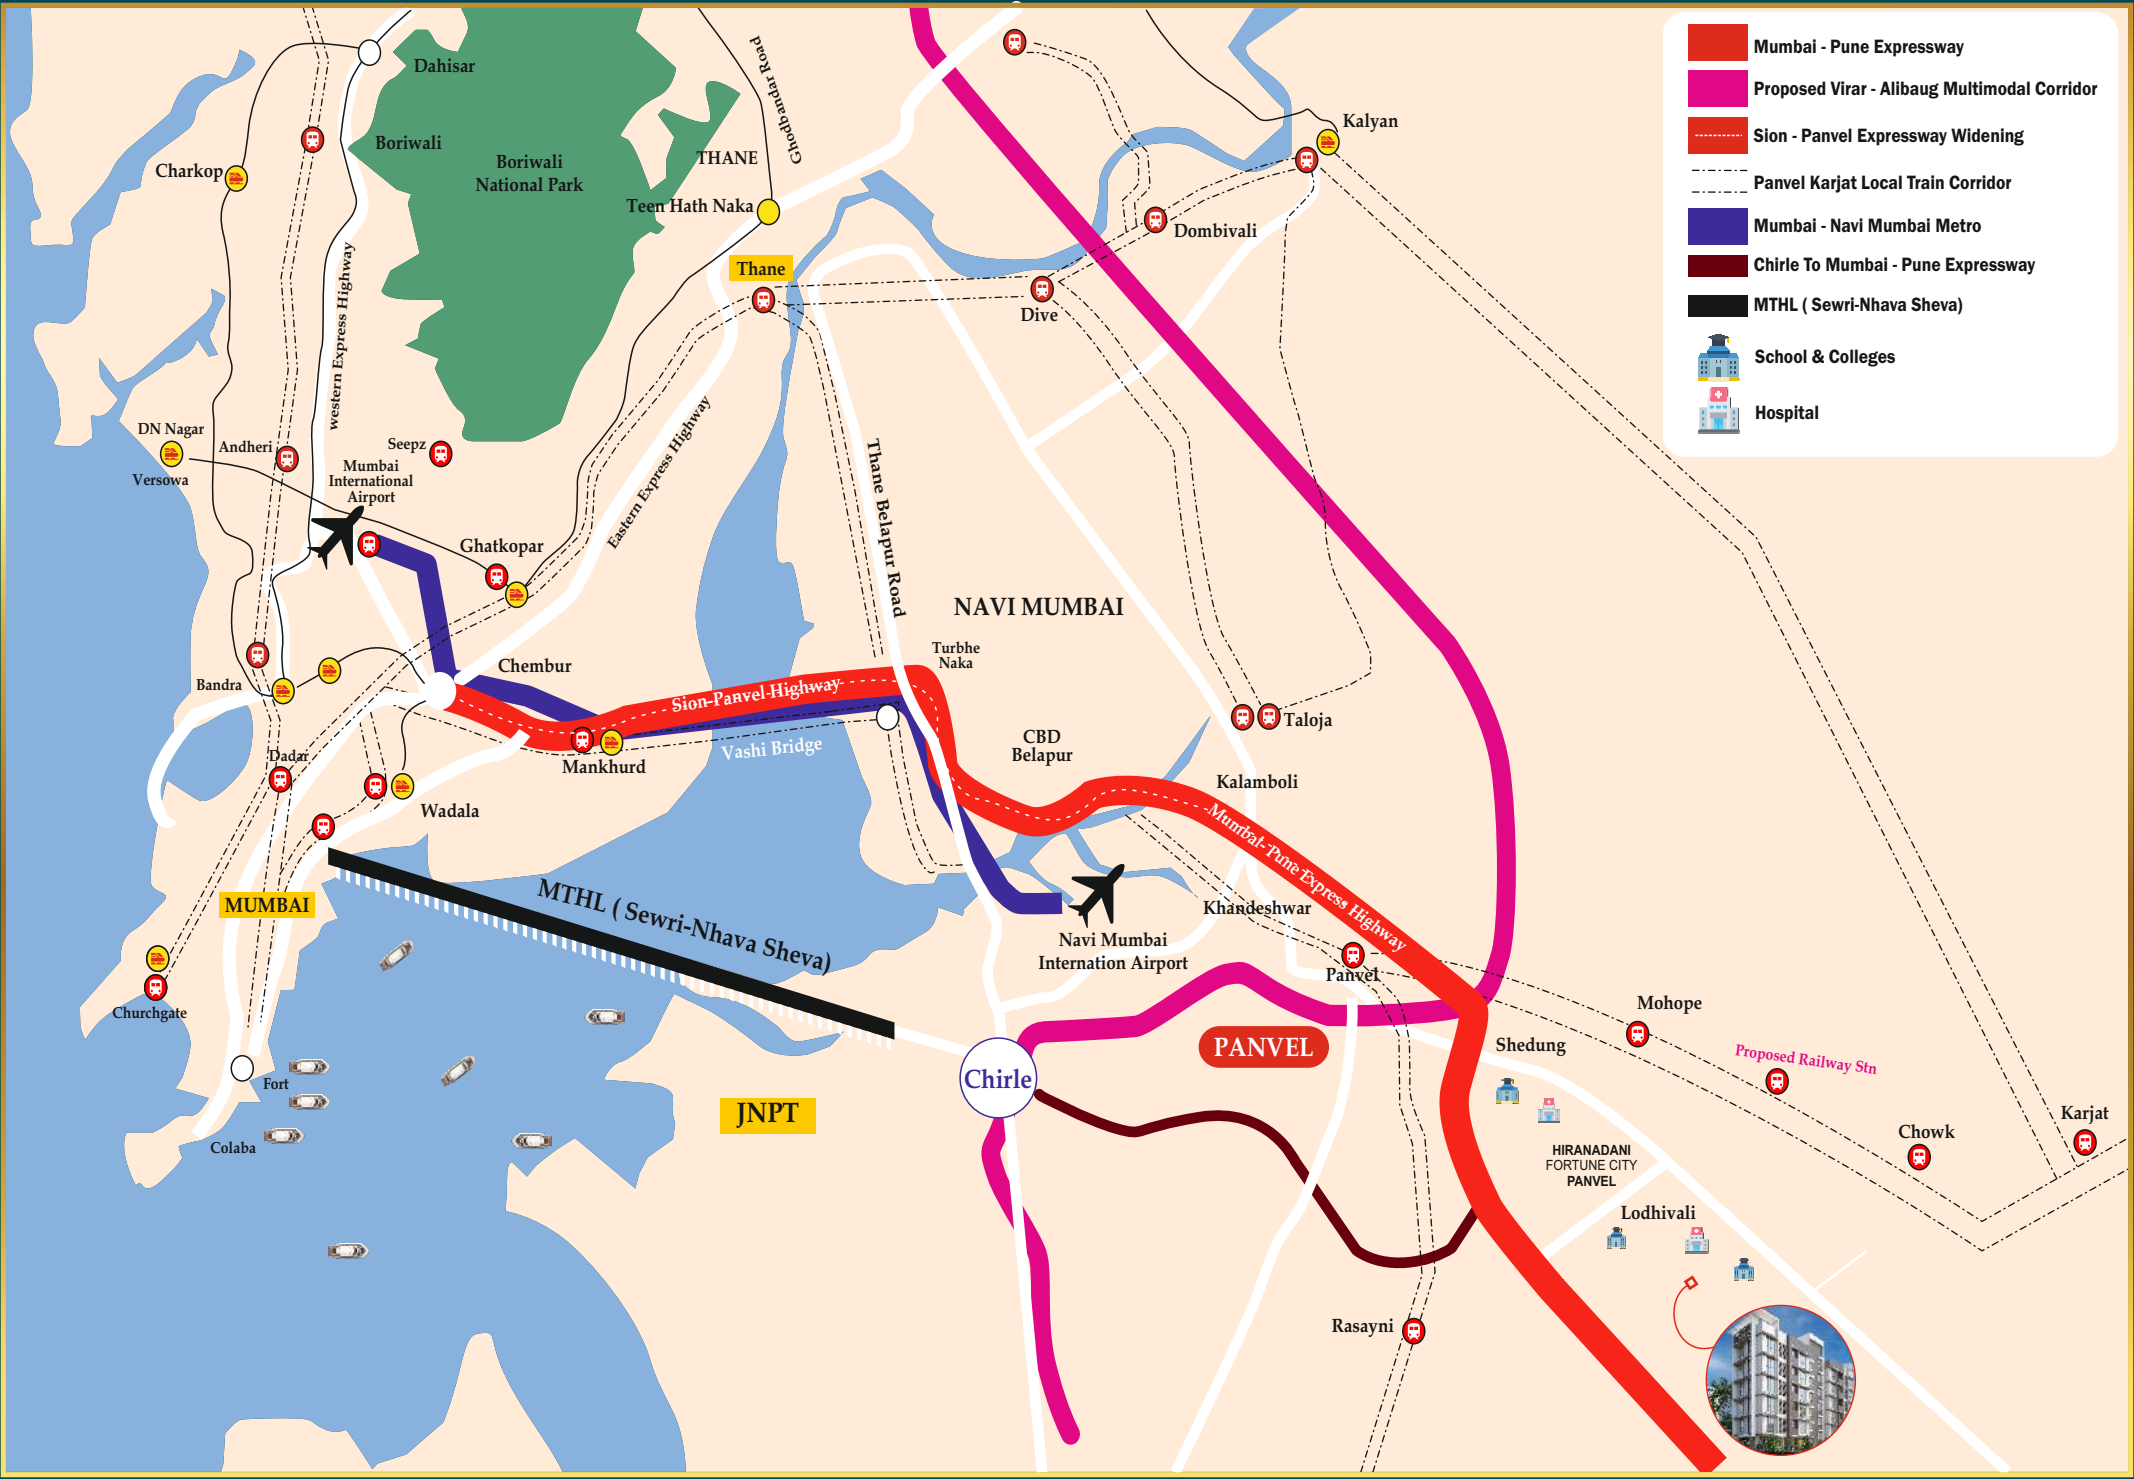 Mumbai - Pune Expressway
Proposed Virar - Alibaug Multimodal Corridor
Sion - Panvel Expressway Widening
Panvel Karjat Local Train Corridor
Mumbai - Navi Mumbai Metro
Chirle To Mumbai - Pune Expressway
MTHL ( Sewri-Nhava Sheva)
School & Colleges
Hospital
Dahisar
Boriwali
Charkop
Boriwali
National Park
Ghodbandar Road
THANE
Teen Hath Naka
Thane
Kalyan
Dombivali
Dive
western Express Highway
DN Nagar
Versowa
Andheri
Seepz
Mumbai
International
Airport
Ghatkopar
Eastern Express Highway
Thane Belapur Road
NAVI MUMBAI
Turbhe
Naka
Chembur
Bandra
Sion-Panvel-Highway
Vashi Bridge
Mankhurd
CBD
Belapur
Taloja
Kalamboli
Dadar
Wadala
MUMBAI
MTHL ( Sewri-Nhava Sheva)
Mumbai- Pune Express Highway
Khandeshwar
Navi Mumbai
Internation Airport
Panvel
Churchgate
Fort
Colaba
JNPT
Chirle
PANVEL
Mohope
Shedung
Proposed Railway Stn
Karjat
Chowk
HIRANADANI
FORTUNE CITY
PANVEL
Lodhivali
Rasayni